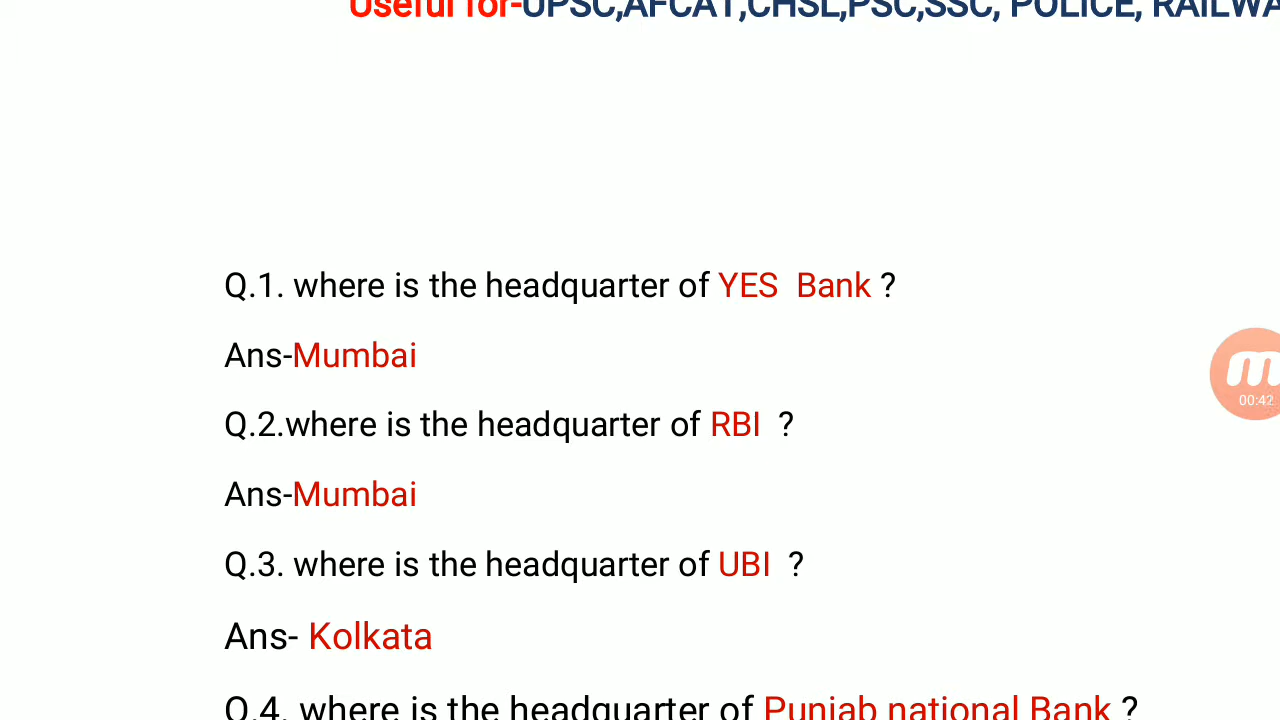 Useful for-UPSC,AFCAT,CHSL,PSC,SSC, POLICE, RAILWA
Q.1. where is the headquarter of YES Bank ?
Ans-Mumbai
Q.2.where is the headquarter of RBI ?
Ans-Mumbai
00:42
Q.3. where is the headquarter of UBI ?
Ans- Kolkata
Q.4. where is the headquarter of Punjab national Bank ?